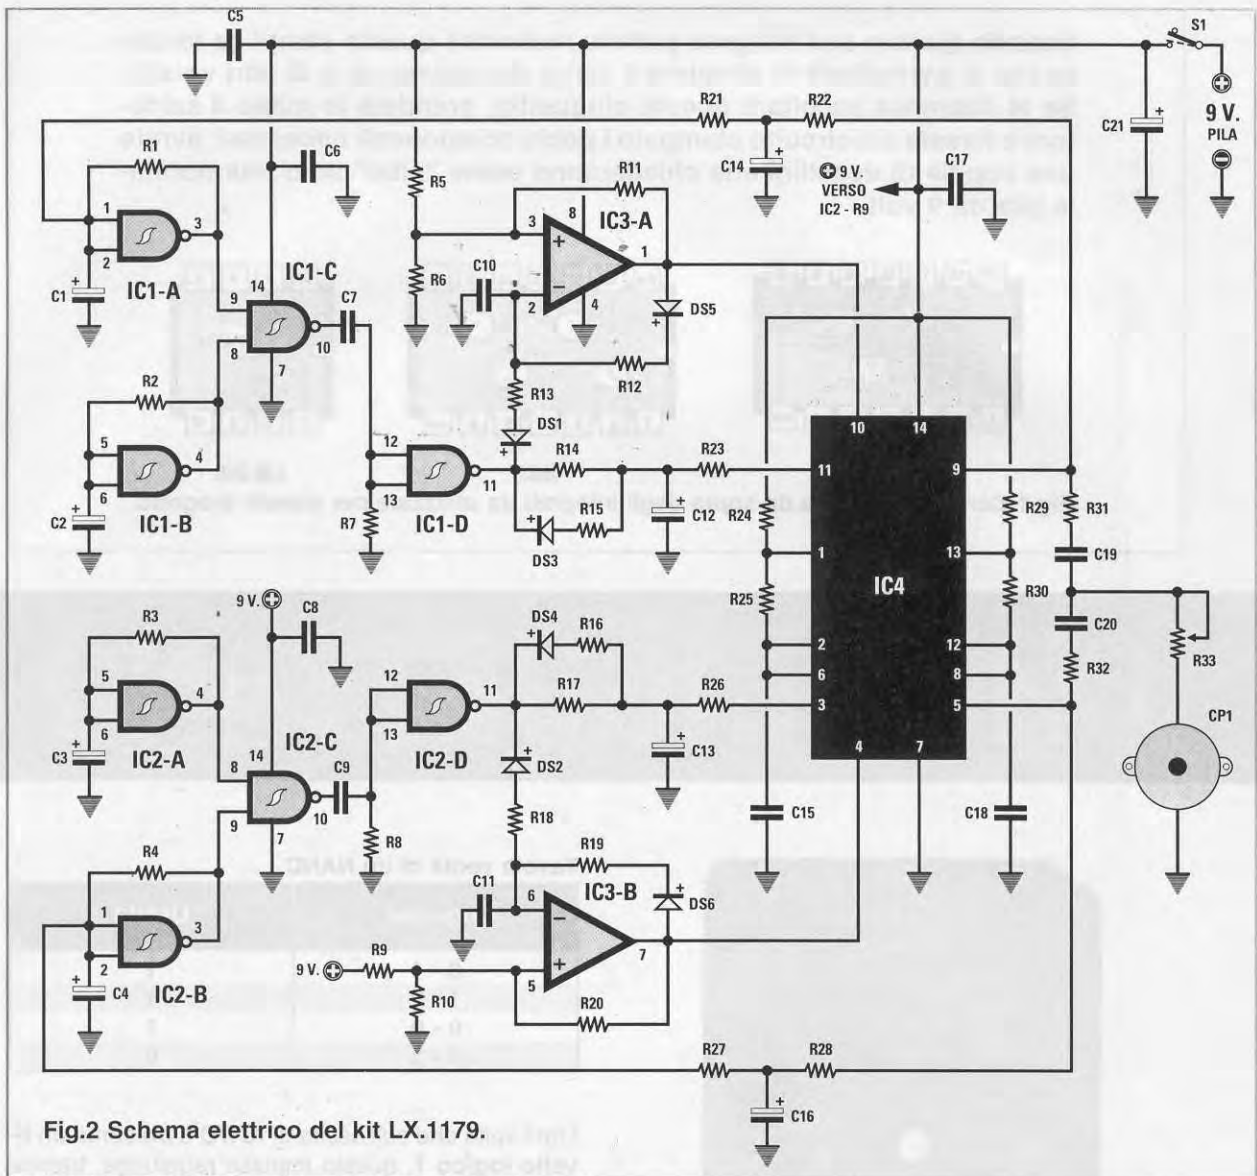 C5
S1
R21
R22
9 V.
PILA
C21
R1
C6
R5
R11
C14
VERSO
IC2 - R9
C17
1
2
3
IC1-A
C1
IC3-A
3
8
+
1
R6
C10
−
2
4
DS5
IC1-C
C7
14
9
8
10
7
R12
R2
R13
DS1
5
6
4
IC1-B
C2
12
13
11
IC1-D
R7
R14
R23
DS3
R15
C12
10
14
11
9
R24
R29
R31
1
13
C19
IC4
R25
R30
C20
2
12
R33
6
8
R32
3
5
CP1
4
7
9 V.
C8
R3
DS4
R16
5
6
4
IC2-A
C3
12
13
11
IC2-D
R17
R26
C13
IC2-C
C9
14
8
9
10
7
DS2
R18
R8
C15
C18
R4
R19
C11
IC3-B
6
−
DS6
7
+
5
1
2
3
IC2-B
C4
9 V.
R9
R10
R20
R27
R28
C16
Fig.2 Schema elettrico del kit LX.1179.